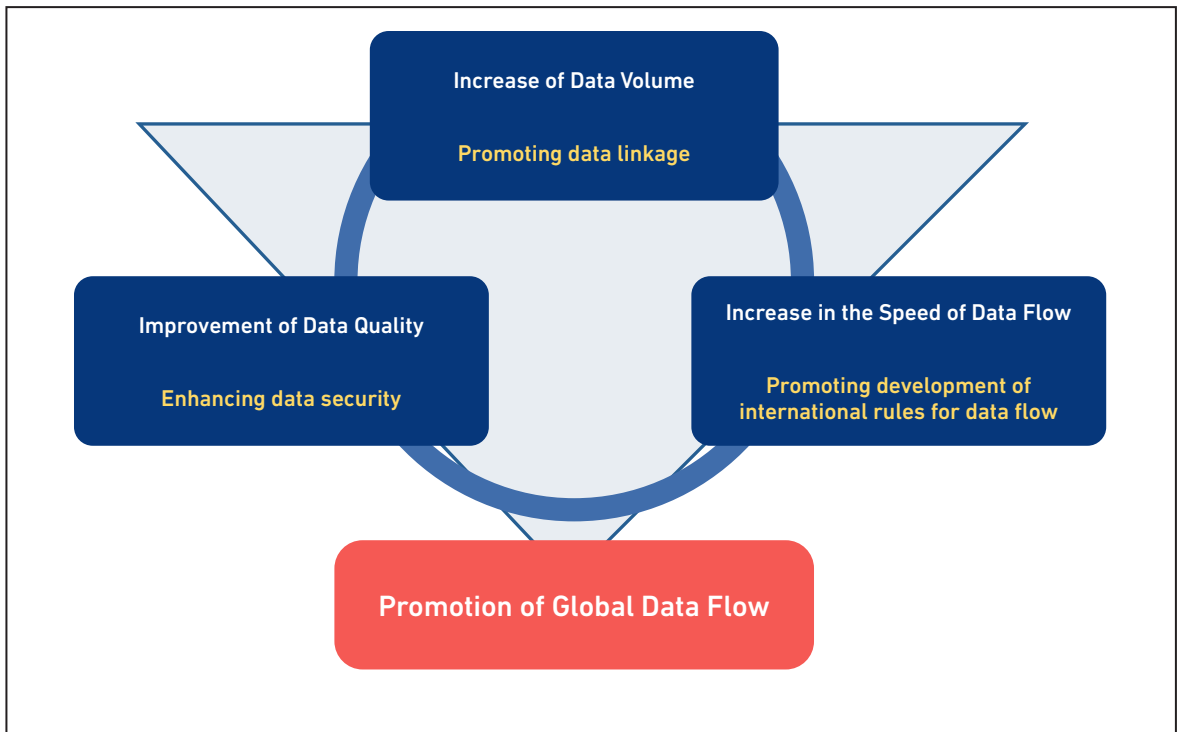 Increase of Data Volume
Promoting data linkage
Improvement of Data Quality
Enhancing data security
Increase in the Speed of Data Flow
Promoting development of
international rules for data flow
Promotion of Global Data Flow